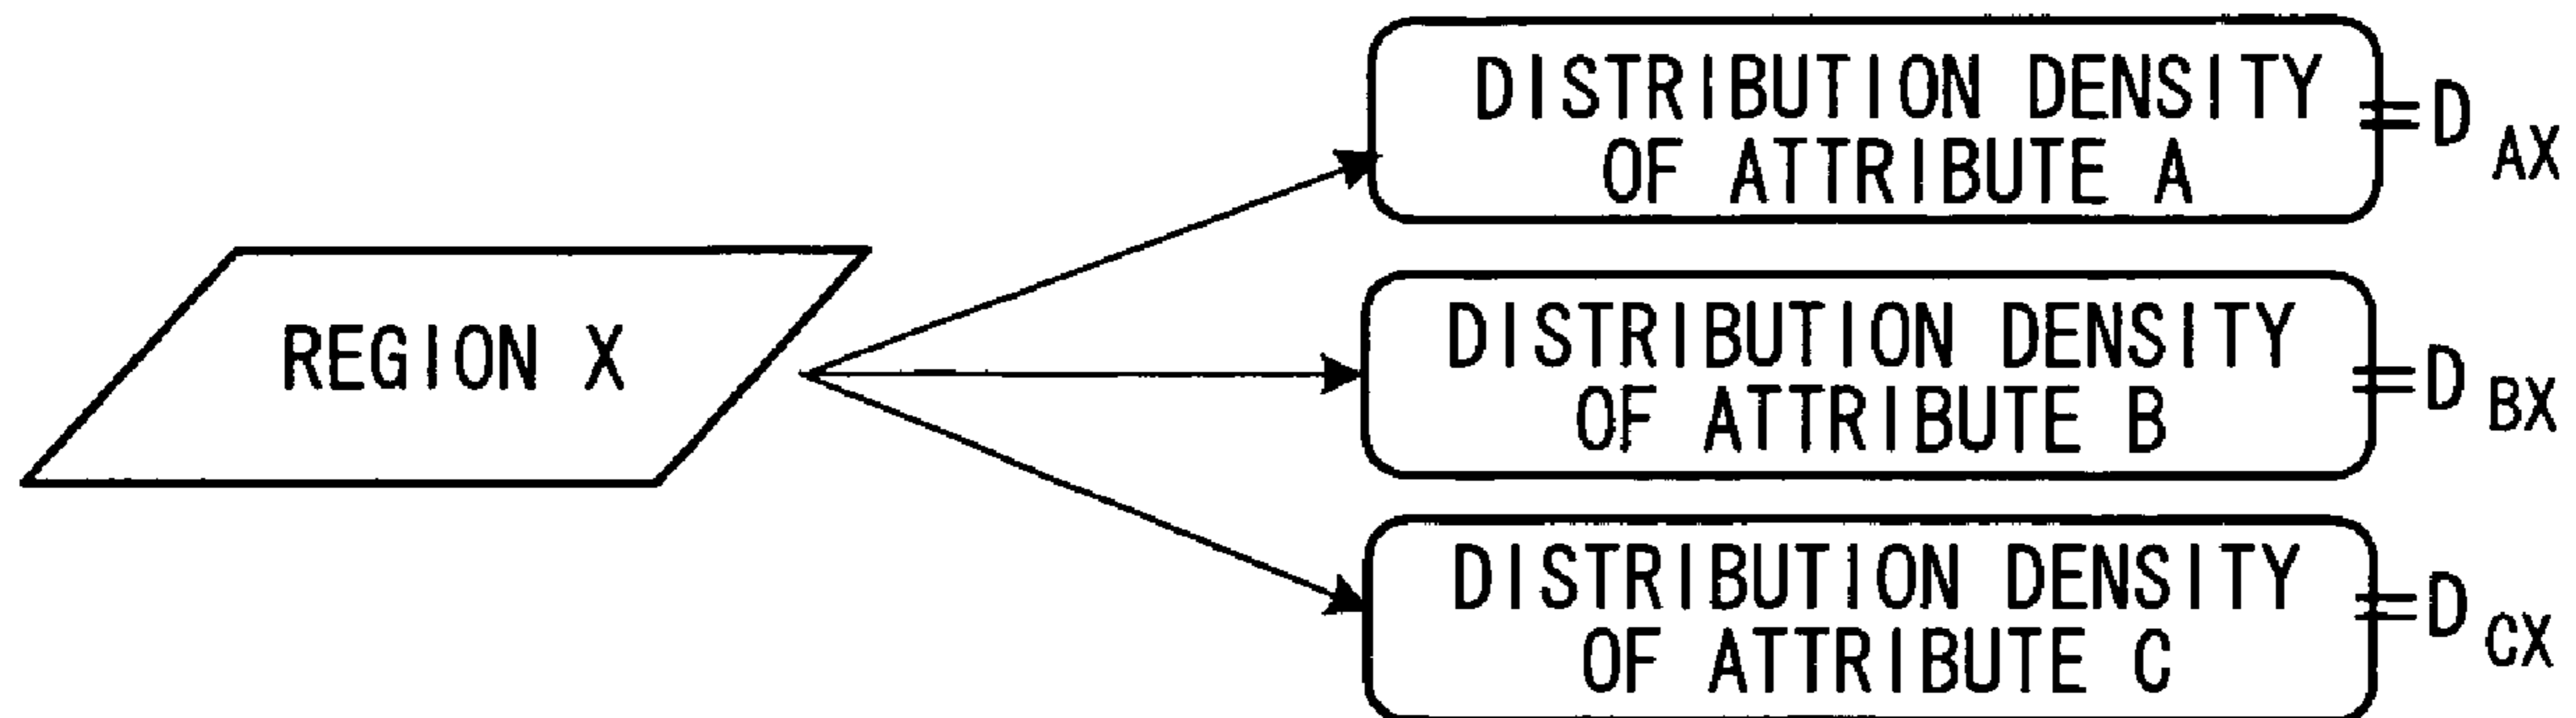 REGION X
DISTRIBUTION DENSITY
OF ATTRIBUTE A
=D AX
DISTRIBUTION DENSITY
OF ATTRIBUTE B
=D BX
DISTRIBUTION DENSITY
OF ATTRIBUTE C
=D CX